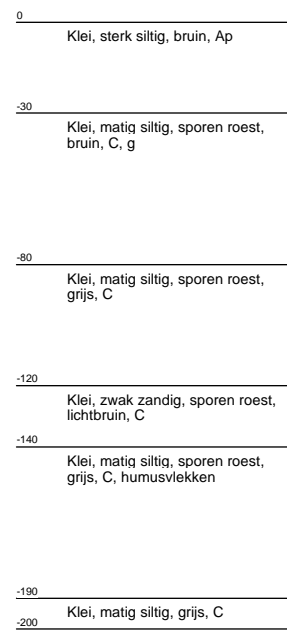 0
Klei, sterk siltig, bruin, Ap
-30
Klei, matig siltig, sporen roest,
bruin, C, g
-80
Klei, matig siltig, sporen roest,
grijs, C
-120
Klei, zwak zandig, sporen roest,
lichtbruin, C
-140
Klei, matig siltig, sporen roest,
grijs, C, humusvlekken
-190
Klei, matig siltig, grijs, C
-200